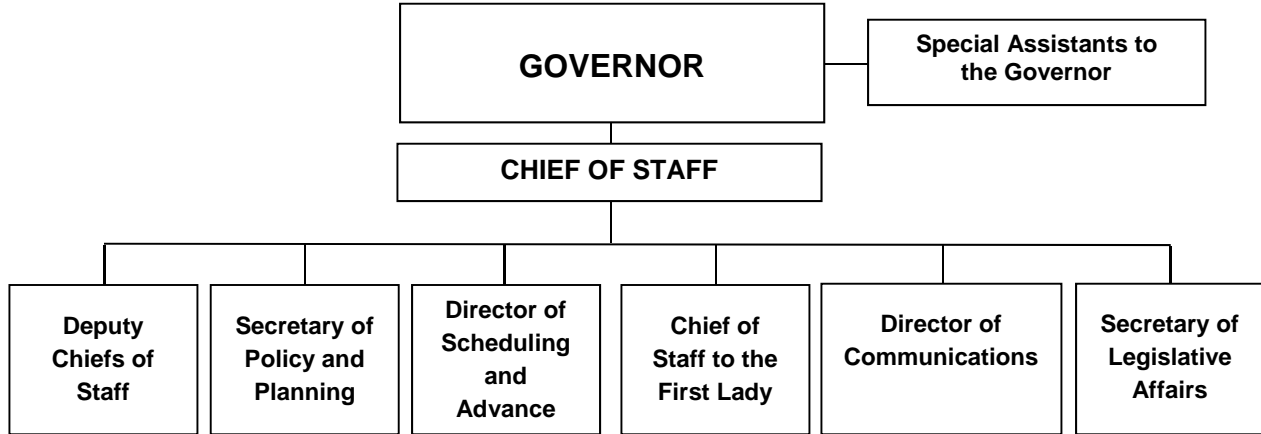 GOVERNOR
Special Assistants to
the Governor
CHIEF OF STAFF
Deputy
Chiefs of
Staff
Secretary of
Policy and
Planning
Director of
Scheduling
and
Advance
Chief of
Staff to the
First Lady
Director of
Communications
Secretary of
Legislative
Affairs